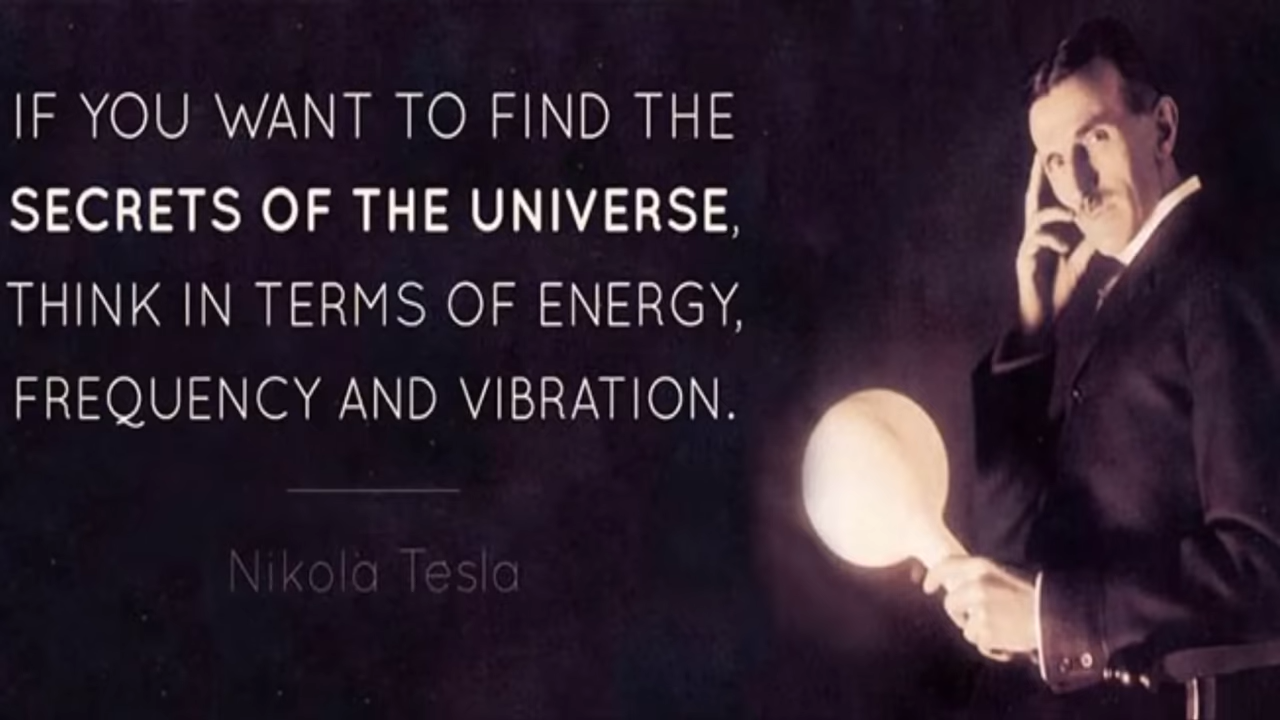 IF YOU WANT TO FIND THE
SECRETS OF THE UNIVERSE,
THINK IN TERMS OF ENERGY,
FREQUENCY AND VIBRATION.
Nikola Tesla